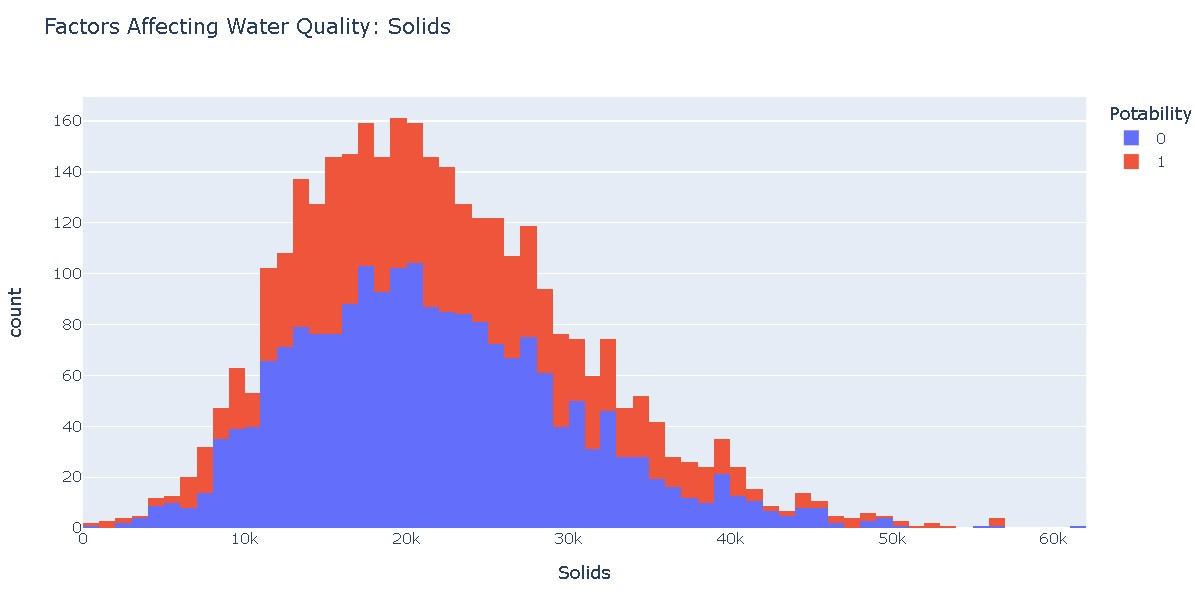 Factors Affecting Water Quality: Solids
Potability
0
1
160
140
120
100
80
60
40
20
0
count
0 10k 20k 30k 40k 50k 60k
Solids